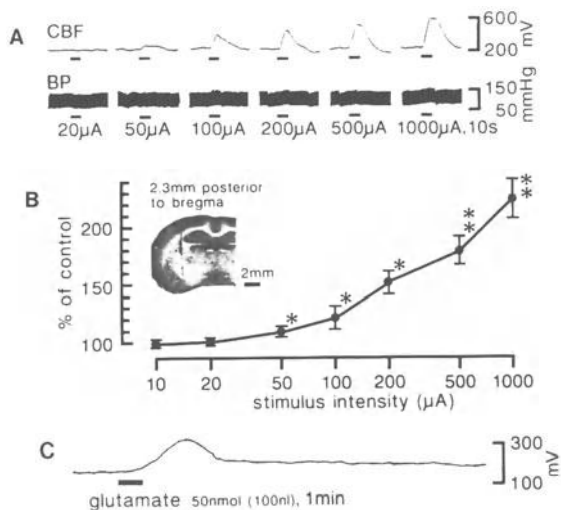 A
CBF
600
200
mV
BP
150
50
mmHg
20μA 50μA 100μA 200μA 500μA 1000μA,10s
B
2.3mm posterior
to bregma
2mm
% of control
200
150
100
* * * ** **
10 20 50 100 200 500 1000
stimulus intensity (μA)
C
300
100
mV
glutamate 50nmol (100nl), 1min